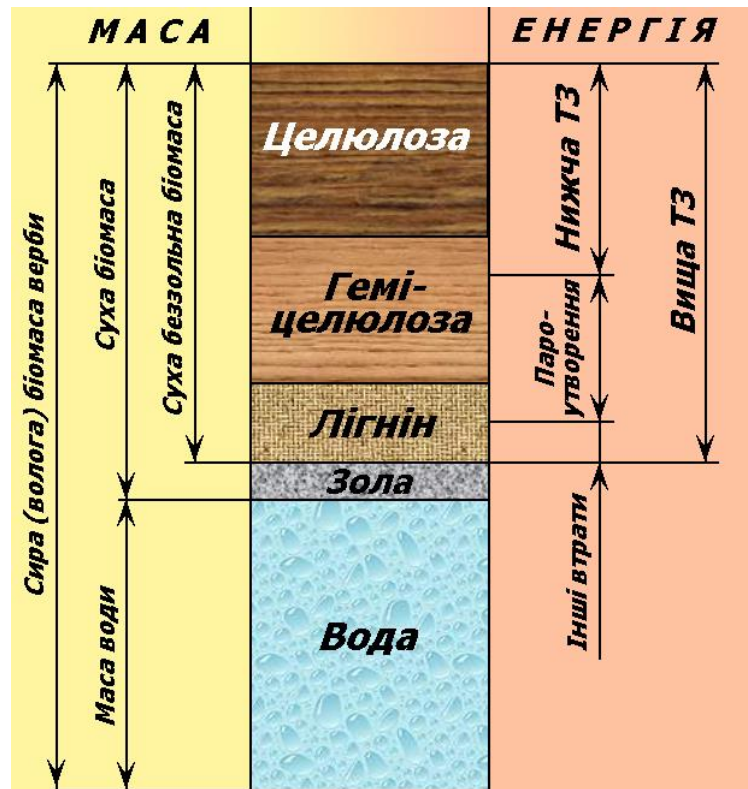 МАСА
ЕНЕРГІЯ
Сира (волога) біомаса верби
Суха біомаса
Маса води
Суха беззольна біомаса
Целюлоза
Гемі-
целюлоза
Лігнін
Зола
Вода
Нижча ТЗ
Паро-
утворення
Інші втрати
Вища ТЗ